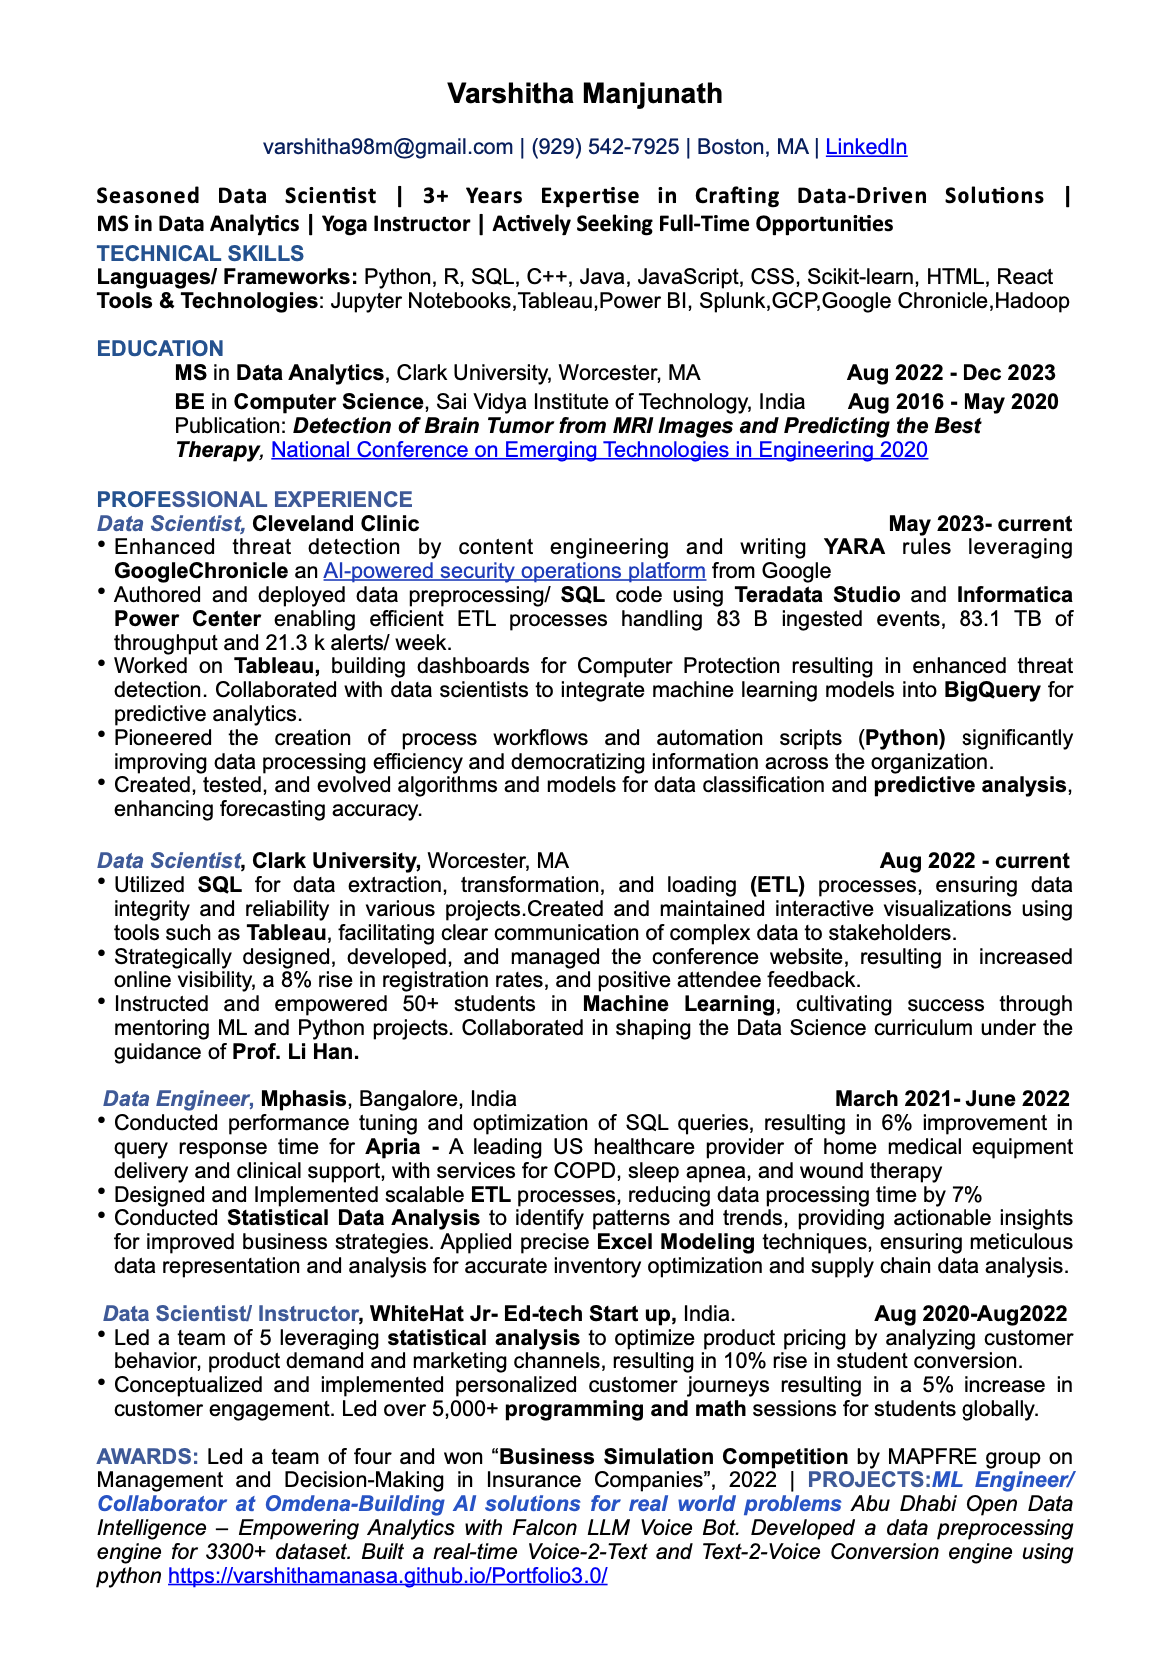 Varshitha Manjunath
varshitha98m@gmail.com | (929) 542-7925 | Boston, MA | LinkedIn
Seasoned Data Scientist | 3+ Years Expertise in Crafting Data-Driven Solutions |
MS in Data Analytics | Yoga Instructor | Actively Seeking Full-Time Opportunities
TECHNICAL SKILLS
Languages/ Frameworks: Python, R, SQL, C++, Java, JavaScript, CSS, Scikit-learn, HTML, React
Tools & Technologies: Jupyter Notebooks,Tableau,Power BI, Splunk,GCP,Google Chronicle,Hadoop
EDUCATION
MS in Data Analytics, Clark University, Worcester, MA Aug 2022 - Dec 2023
BE in Computer Science, Sai Vidya Institute of Technology, India Aug 2016 - May 2020
Publication: Detection of Brain Tumor from MRI Images and Predicting the Best
Therapy, National Conference on Emerging Technologies in Engineering 2020
PROFESSIONAL EXPERIENCE
Data Scientist, Cleveland Clinic May 2023- current
• Enhanced threat detection by content engineering and writing YARA rules leveraging
GoogleChronicle an AI-powered security operations platform from Google
• Authored and deployed data preprocessing/ SQL code using Teradata Studio and Informatica
Power Center enabling efficient ETL processes handling 83 B ingested events, 83.1 TB of
throughput and 21.3 k alerts/ week.
• Worked on Tableau, building dashboards for Computer Protection resulting in enhanced threat
detection. Collaborated with data scientists to integrate machine learning models into BigQuery for
predictive analytics.
• Pioneered the creation of process workflows and automation scripts (Python) significantly
improving data processing efficiency and democratizing information across the organization.
• Created, tested, and evolved algorithms and models for data classification and predictive analysis,
enhancing forecasting accuracy.
Data Scientist, Clark University, Worcester, MA Aug 2022 - current
• Utilized SQL for data extraction, transformation, and loading (ETL) processes, ensuring data
integrity and reliability in various projects.Created and maintained interactive visualizations using
tools such as Tableau, facilitating clear communication of complex data to stakeholders.
• Strategically designed, developed, and managed the conference website, resulting in increased
online visibility, a 8% rise in registration rates, and positive attendee feedback.
• Instructed and empowered 50+ students in Machine Learning, cultivating success through
mentoring ML and Python projects. Collaborated in shaping the Data Science curriculum under the
guidance of Prof. Li Han.
Data Engineer, Mphasis, Bangalore, India March 2021- June 2022
• Conducted performance tuning and optimization of SQL queries, resulting in 6% improvement in
query response time for Apria - A leading US healthcare provider of home medical equipment
delivery and clinical support, with services for COPD, sleep apnea, and wound therapy
• Designed and Implemented scalable ETL processes, reducing data processing time by 7%
• Conducted Statistical Data Analysis to identify patterns and trends, providing actionable insights
for improved business strategies. Applied precise Excel Modeling techniques, ensuring meticulous
data representation and analysis for accurate inventory optimization and supply chain data analysis.
Data Scientist/ Instructor, WhiteHat Jr- Ed-tech Start up, India. Aug 2020-Aug2022
• Led a team of 5 leveraging statistical analysis to optimize product pricing by analyzing customer
behavior, product demand and marketing channels, resulting in 10% rise in student conversion.
• Conceptualized and implemented personalized customer journeys resulting in a 5% increase in
customer engagement. Led over 5,000+ programming and math sessions for students globally.
AWARDS: Led a team of four and won “Business Simulation Competition by MAPFRE group on
Management and Decision-Making in Insurance Companies”, 2022 | PROJECTS:ML Engineer/
Collaborator at Omdena-Building AI solutions for real world problems Abu Dhabi Open Data
Intelligence – Empowering Analytics with Falcon LLM Voice Bot. Developed a data preprocessing
engine for 3300+ dataset. Built a real-time Voice-2-Text and Text-2-Voice Conversion engine using
python https://varshithamanasa.github.io/Portfolio3.0/